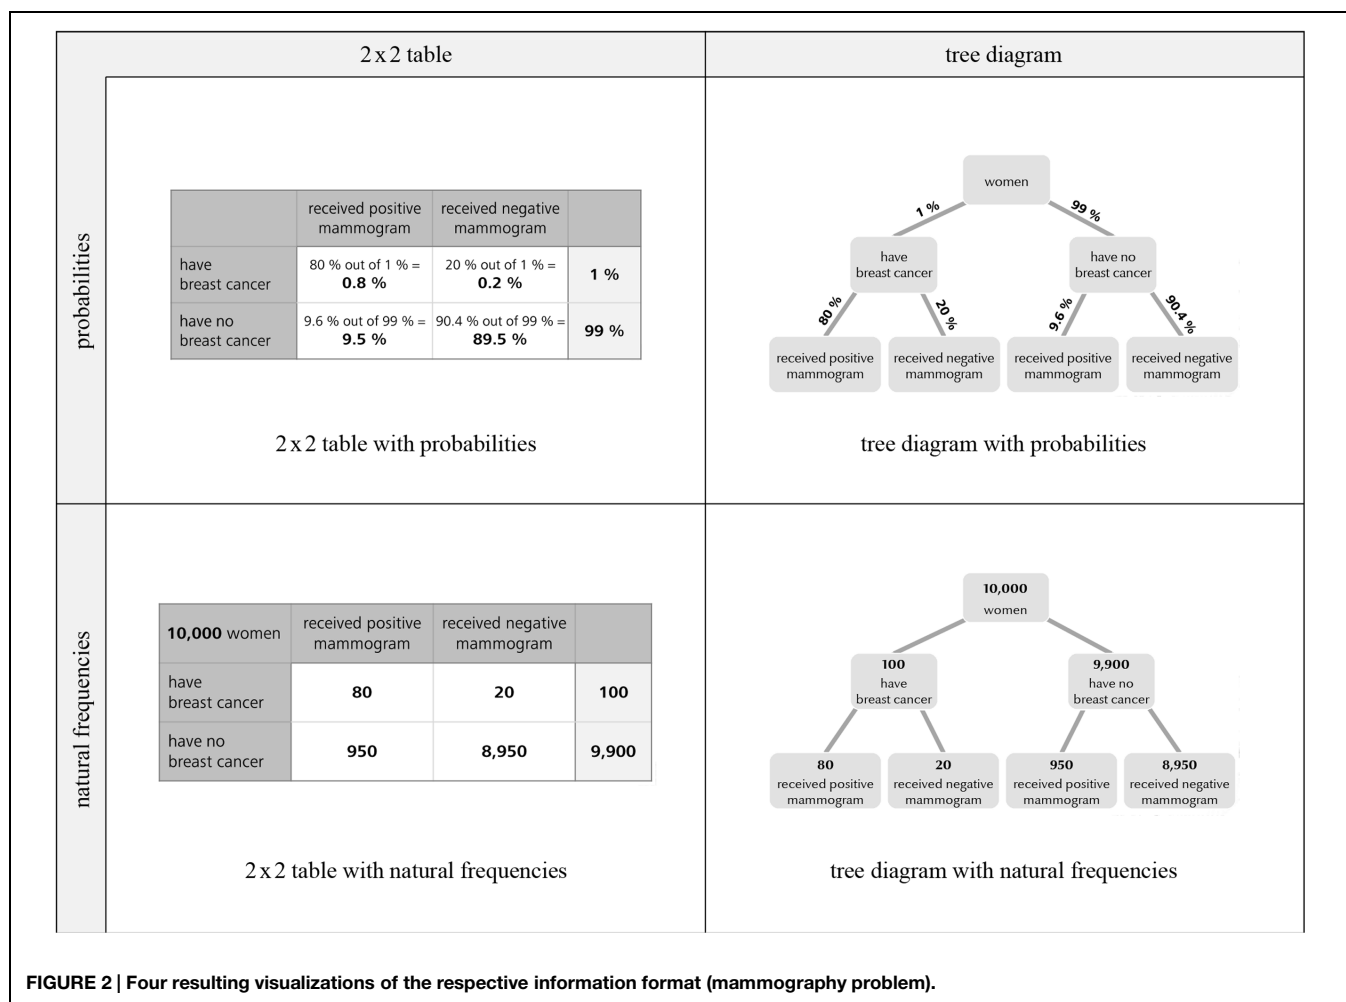 2 x 2 table
tree diagram
probabilities
received positive
mammogram
received negative
mammogram
have
breast cancer
80 % out of 1 % =
0.8 %
20 % out of 1 % =
0.2 %
1 %
have no
breast cancer
9.6 % out of 99 % =
9.5 %
90.4 % out of 99 % =
89.5 %
99 %
2 x 2 table with probabilities
women
1 %
99 %
have
breast cancer
have no
breast cancer
80 %
20 %
9.6 %
90.4 %
received positive
mammogram
received negative
mammogram
received positive
mammogram
received negative
mammogram
tree diagram with probabilities
natural frequencies
10,000 women
received positive
mammogram
received negative
mammogram
have
breast cancer
80
20
100
have no
breast cancer
950
8,950
9,900
2 x 2 table with natural frequencies
10,000
women
100
have
breast cancer
9,900
have no
breast cancer
80
received positive
mammogram
20
received negative
mammogram
950
received positive
mammogram
8,950
received negative
mammogram
tree diagram with natural frequencies
FIGURE 2 | Four resulting visualizations of the respective information format (mammography problem).